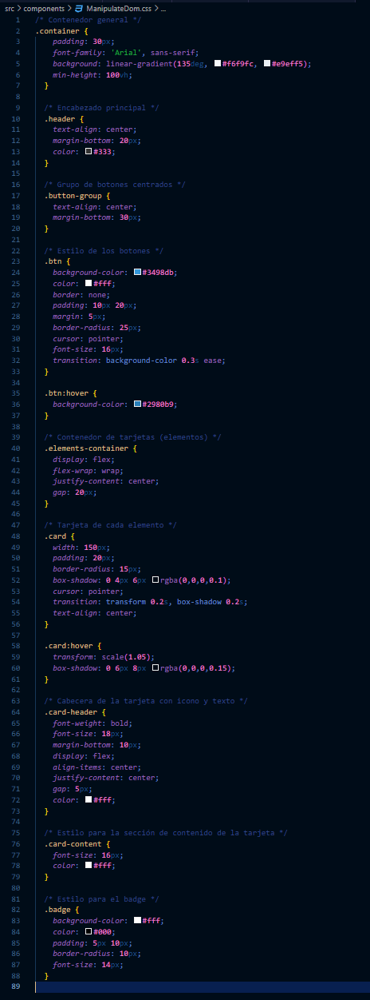 src > components > ManipulateDom.css > ...
1 /* Contenedor general */
2 .container {
3 padding: 30px;
4 font-family: 'Arial', sans-serif;
5 background: linear-gradient(135deg, #f6f9fc, #e9eff5);
6 min-height: 100vh;
7 }
8
9 /* Encabezado principal */
10 .header {
11 text-align: center;
12 margin-bottom: 20px;
13 color: #333;
14 }
15
16 /* Grupo de botones centrados */
17 .button-group {
18 text-align: center;
19 margin-bottom: 30px;
20 }
21
22 /* Estilo de los botones */
23 .btn {
24 background-color: #3498db;
25 color: #fff;
26 border: none;
27 padding: 10px 20px;
28 margin: 5px;
29 border-radius: 25px;
30 cursor: pointer;
31 font-size: 16px;
32 transition: background-color 0.3s ease;
33 }
34
35 .btn:hover {
36 background-color: #2980b9;
37 }
38
39 /* Contenedor de tarjetas (elementos) */
40 .elements-container {
41 display: flex;
42 flex-wrap: wrap;
43 justify-content: center;
44 gap: 20px;
45 }
46
47 /* Tarjeta de cada elemento */
48 .card {
49 width: 150px;
50 padding: 20px;
51 border-radius: 15px;
52 box-shadow: 0 4px 6px rgba(0,0,0,0.1);
53 cursor: pointer;
54 transition: transform 0.2s, box-shadow 0.2s;
55 text-align: center;
56 }
57
58 .card:hover {
59 transform: scale(1.05);
60 box-shadow: 0 6px 8px rgba(0,0,0,0.15);
61 }
62
63 /* Cabecera de la tarjeta con icono y texto */
64 .card-header {
65 font-weight: bold;
66 font-size: 18px;
67 margin-bottom: 10px;
68 display: flex;
69 align-items: center;
70 justify-content: center;
71 gap: 5px;
72 color: #fff;
73 }
74
75 /* Estilo para la sección de contenido de la tarjeta */
76 .card-content {
77 font-size: 16px;
78 color: #fff;
79 }
80
81 /* Estilo para el badge */
82 .badge {
83 background-color: #fff;
84 color: #000;
85 padding: 5px 10px;
86 border-radius: 10px;
87 font-size: 14px;
88 }
89